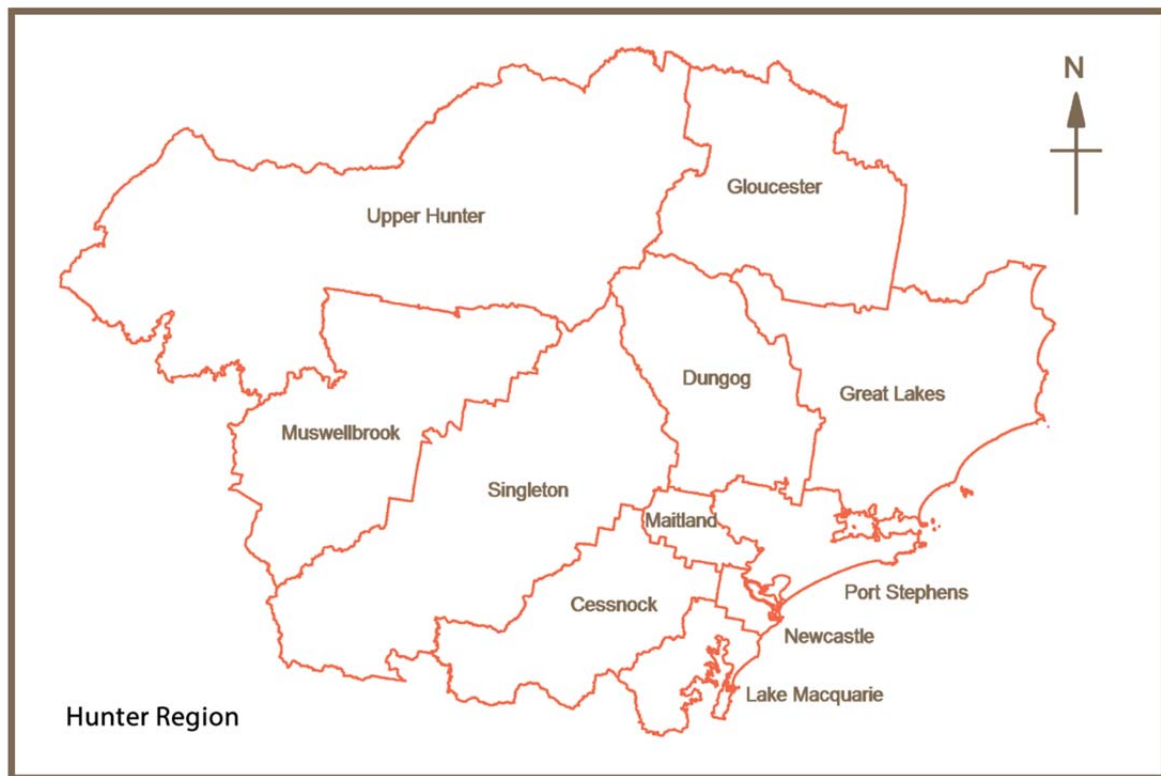 N
Gloucester
Upper Hunter
Dungog
Great Lakes
Muswellbrook
Singleton
Maitland
Port Stephens
Cessnock
Newcastle
Lake Macquarie
Hunter Region